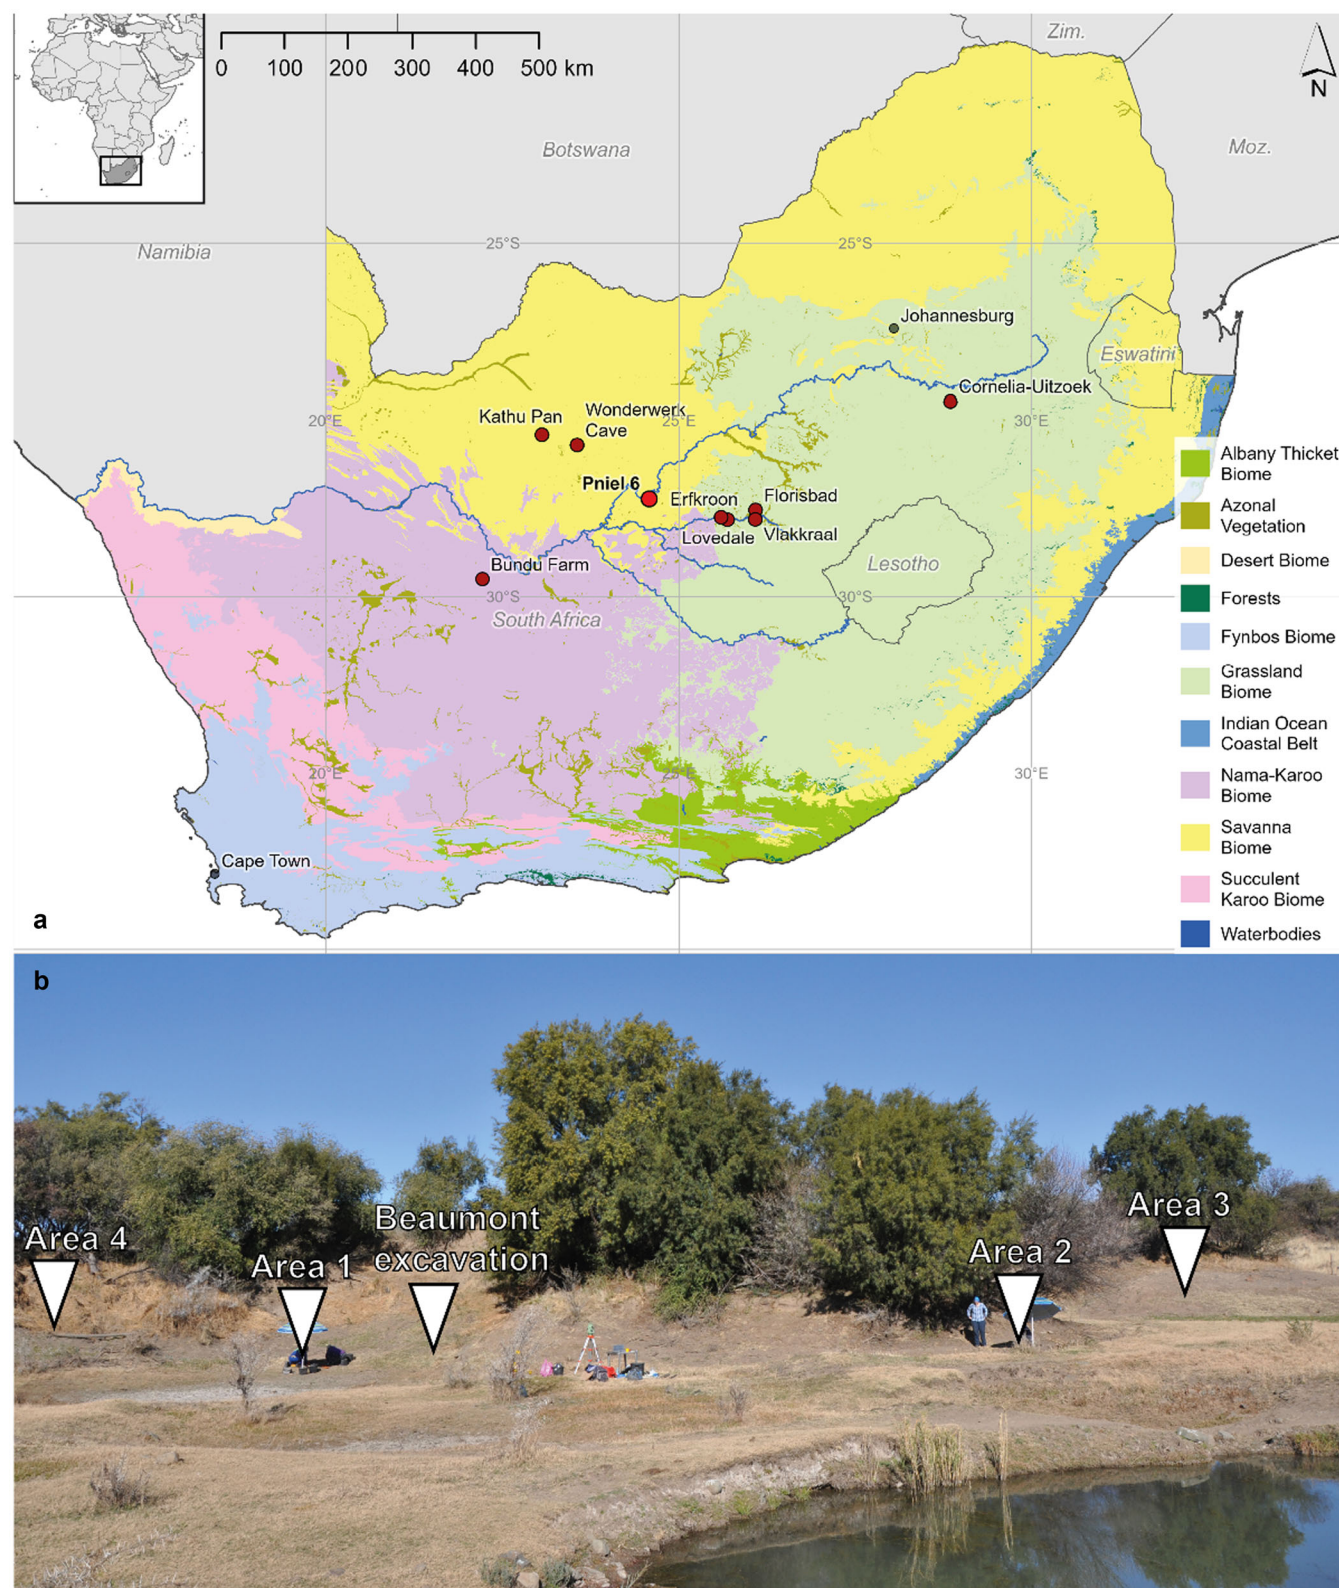 Zim.
0 100 200 300 400 500 km
N
Botswana
Moz.
Namibia
25°S
25°S
Johannesburg
Eswatini
Cornelia-Uitzoek
Kathu Pan
Wonderwerk
Cave
20°E
25°E
30°E
Pniel 6
Erfkroon
Florisbad
Lovedale
Vlakkraal
Bundu Farm
Lesotho
30°S
30°S
South Africa
20°E
25°E
30°E
Cape Town
Albany Thicket
Biome
Azonal
Vegetation
Desert Biome
Forests
Fynbos Biome
Grassland
Biome
Indian Ocean
Coastal Belt
Nama-Karoo
Biome
Savanna
Biome
Succulent
Karoo Biome
Waterbodies
a
b
Area 4
Area 1
Beaumont
excavation
Area 2
Area 3